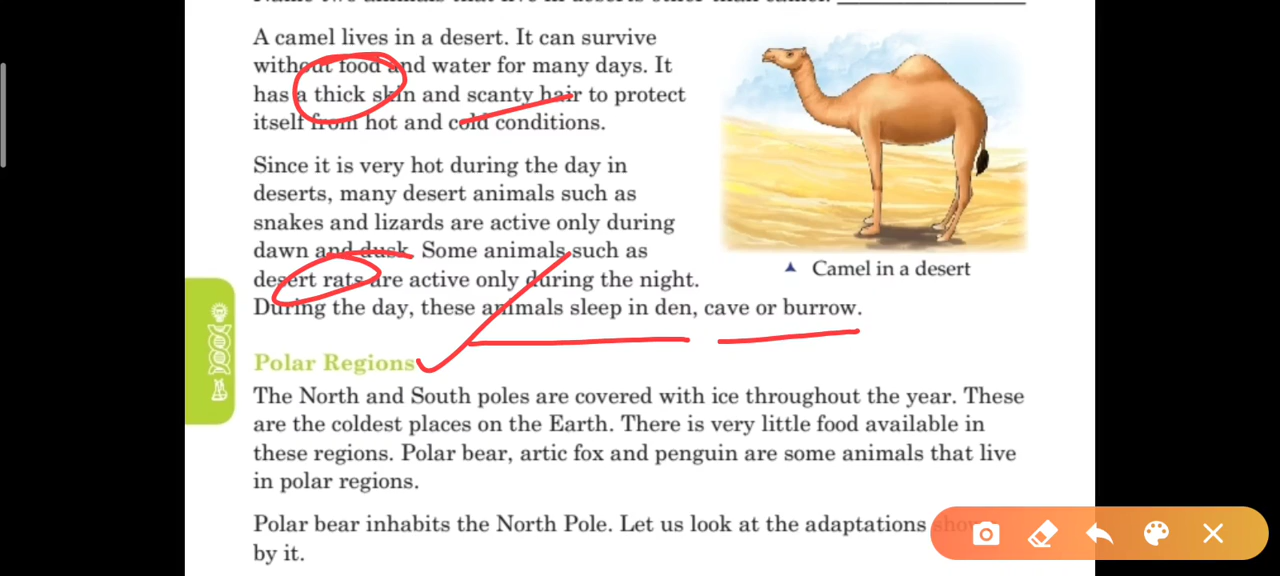 A camel lives in a desert. It can survive
without food and water for many days. It
has a thick skin and scanty hair to protect
itself from hot and cold conditions.
Since it is very hot during the day in
deserts, many desert animals such as
snakes and lizards are active only during
dawn and dusk. Some animals such as
desert rats are active only during the night.
During the day, these animals sleep in den, cave or burrow.
Camel in a desert
Polar Regions
The North and South poles are covered with ice throughout the year. These
are the coldest places on the Earth. There is very little food available in
these regions. Polar bear, artic fox and penguin are some animals that live
in polar regions.
Polar bear inhabits the North Pole. Let us look at the adaptations
by it.